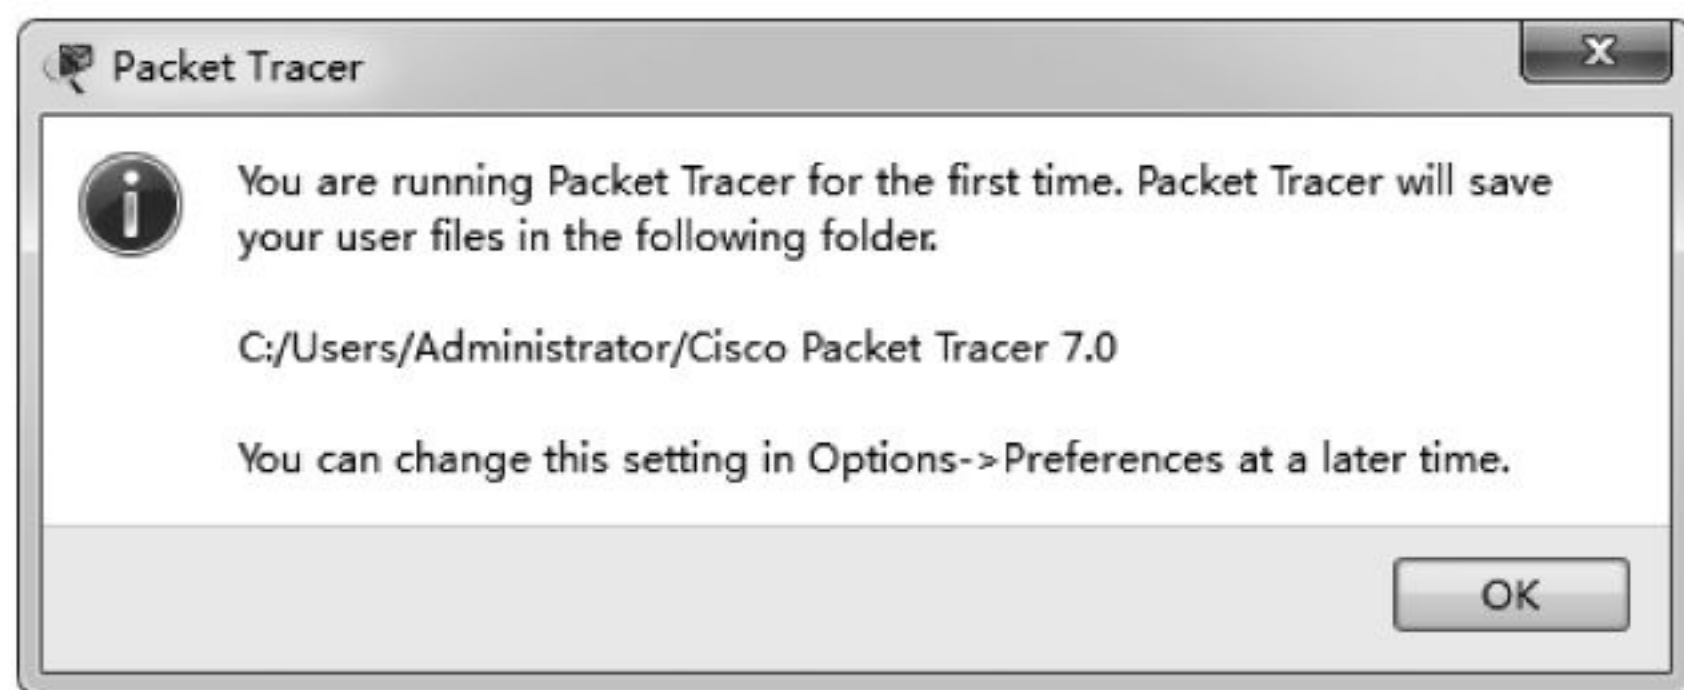 Packet Tracer
You are running Packet Tracer for the first time. Packet Tracer will save
your user files in the following folder.
C:/Users/Administrator/Cisco Packet Tracer 7.0
You can change this setting in Options->Preferences at a later time.
OK